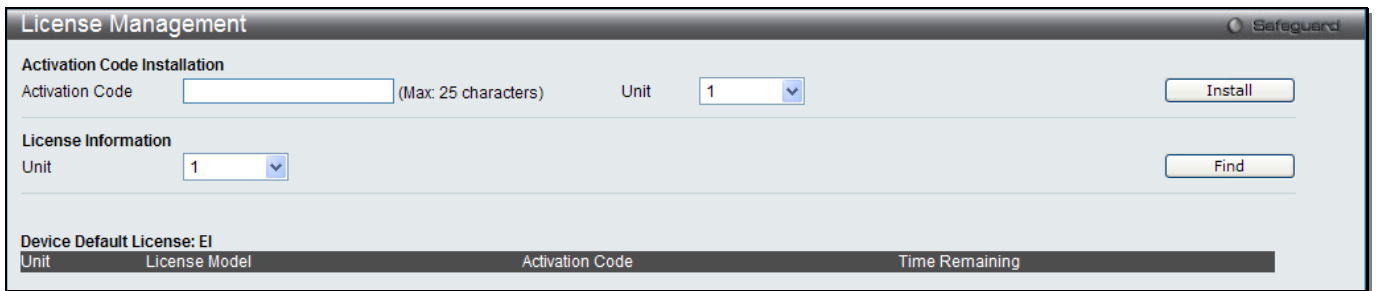 License Management Safeguard
Activation Code Installation
Activation Code (Max: 25 characters) Unit 1 Install
License Information
Unit 1 Find
Device Default License: EI
Unit License Model Activation Code Time Remaining